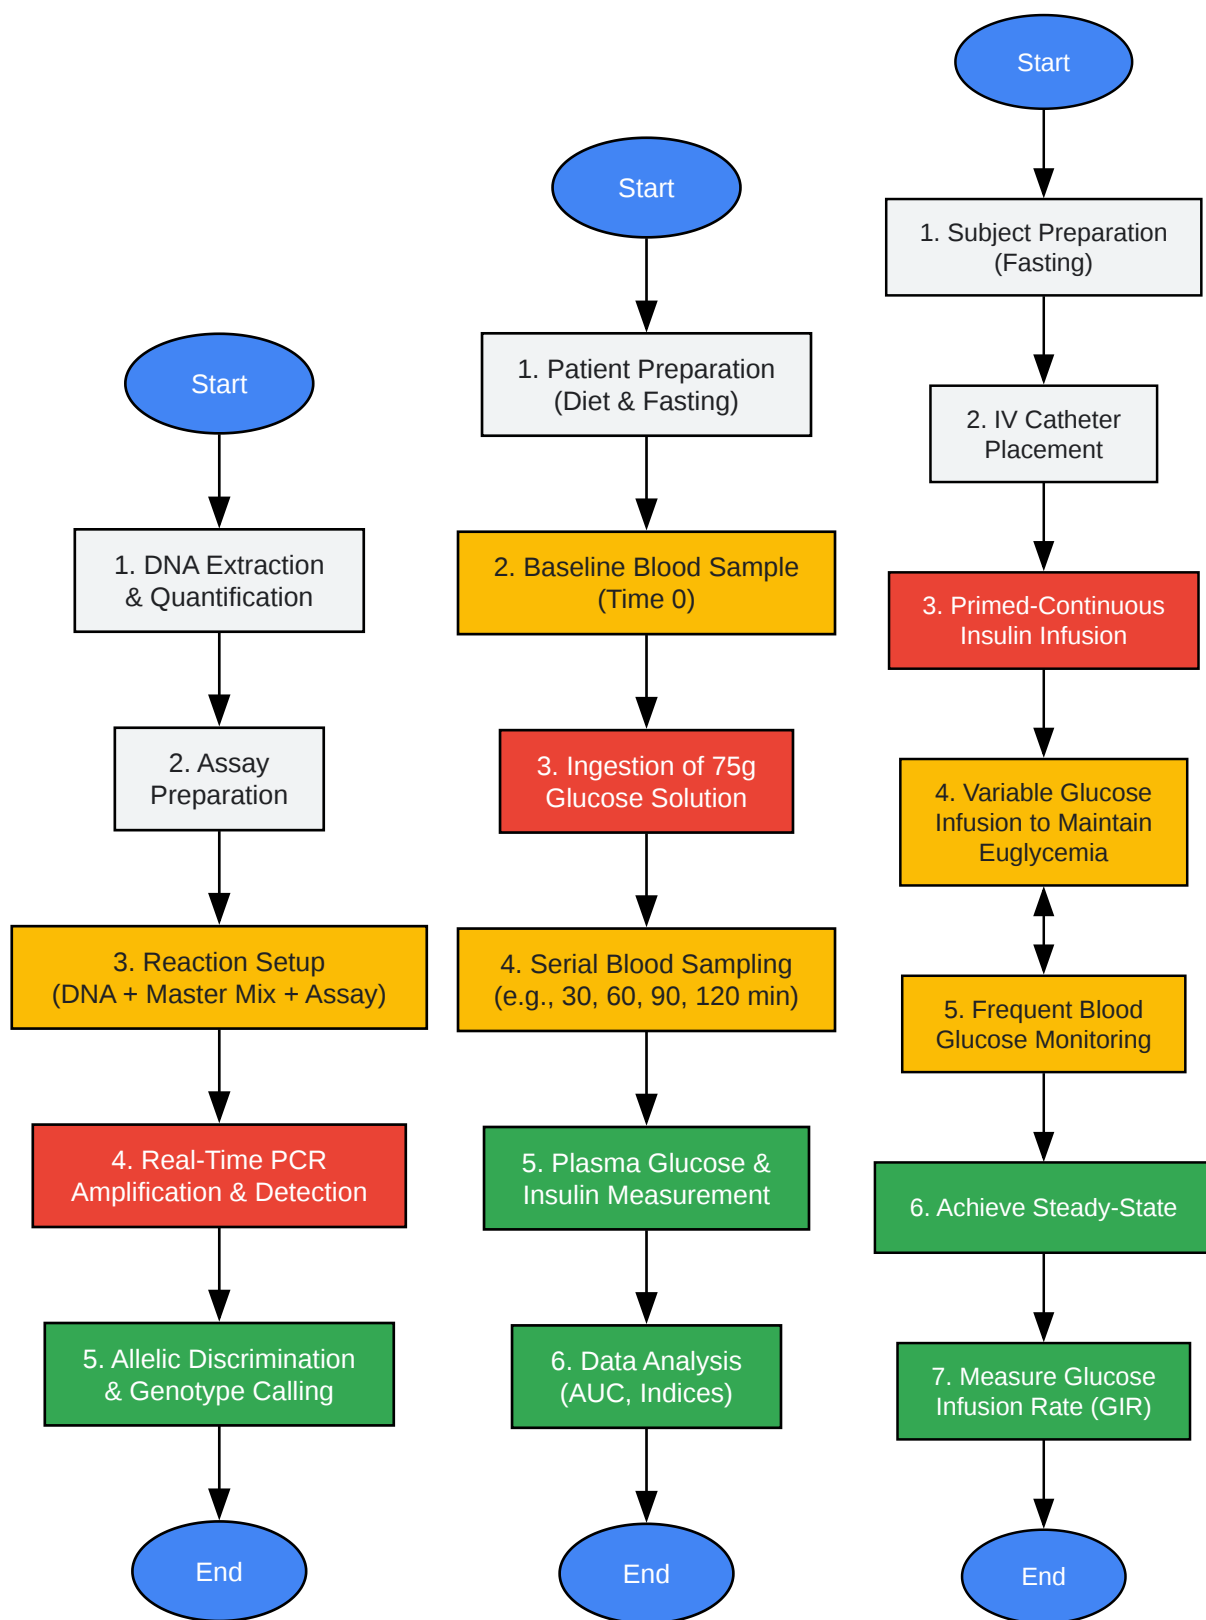 Start
1. DNA Extraction
& Quantification
2. Assay
Preparation
3. Reaction Setup
(DNA + Master Mix + Assay)
4. Real-Time PCR
Amplification & Detection
5. Allelic Discrimination
& Genotype Calling
End
Start
1. Patient Preparation
(Diet & Fasting)
2. Baseline Blood Sample
(Time 0)
3. Ingestion of 75g
Glucose Solution
4. Serial Blood Sampling
(e.g., 30, 60, 90, 120 min)
5. Plasma Glucose &
Insulin Measurement
6. Data Analysis
(AUC, Indices)
End
Start
1. Subject Preparation
(Fasting)
2. IV Catheter
Placement
3. Primed-Continuous
Insulin Infusion
4. Variable Glucose
Infusion to Maintain
Euglycemia
5. Frequent Blood
Glucose Monitoring
6. Achieve Steady-State
7. Measure Glucose
Infusion Rate (GIR)
End